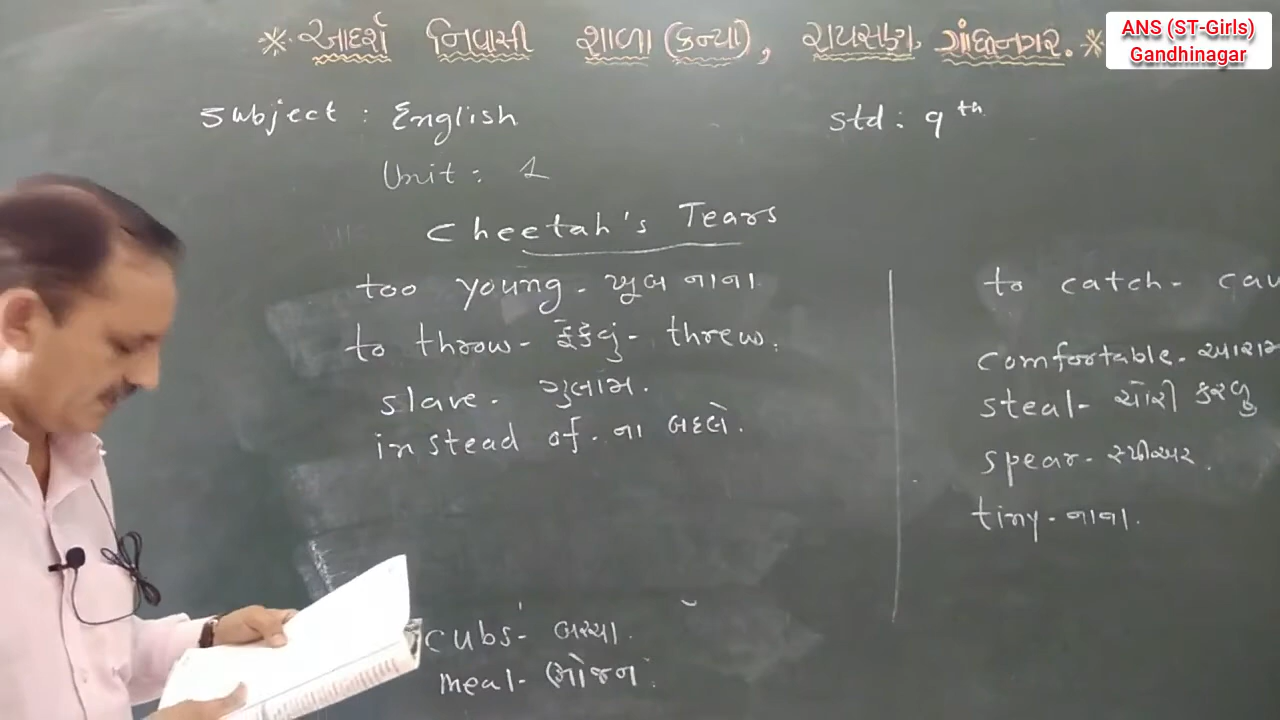 * આદર્શ નિવાસી શાળા (કન્યા), રાયસણ, ગાંધીનગર. *
ANS (ST-Girls)
Gandhinagar
Subject : English
Std : 9th
Unit : 1
Cheetah's Tears
too young - ખુબ નાના
to throw - ફેંકવું - threw.
slave - ગુલામ.
instead of - ના બદલે.
cubs - બચ્ચા.
meal - ભોજન.
to catch -
comfortable -
steal - ચોરી કરવુ
spear - સ્પીઅર.
tiny - નાના.